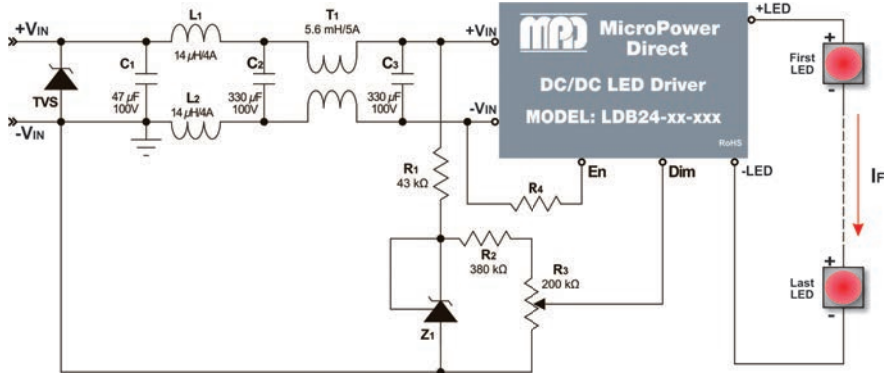 +VIN
L1
14 µH/4A
T1
5.6 mH/5A
C1
47 µF
100V
C2
330 µF
100V
C3
330 µF
100V
TVS
-VIN
L2
14 µH/4A
+VIN
-VIN
MPD
MicroPower
Direct
DC/DC LED Driver
MODEL: LDB24-xx-xxx
RoHS
+LED
-LED
En
Dim
First
LED
+
-
IF
Last
LED
+
-
R1
43 kΩ
R4
R2
380 kΩ
R3
200 kΩ
Z1